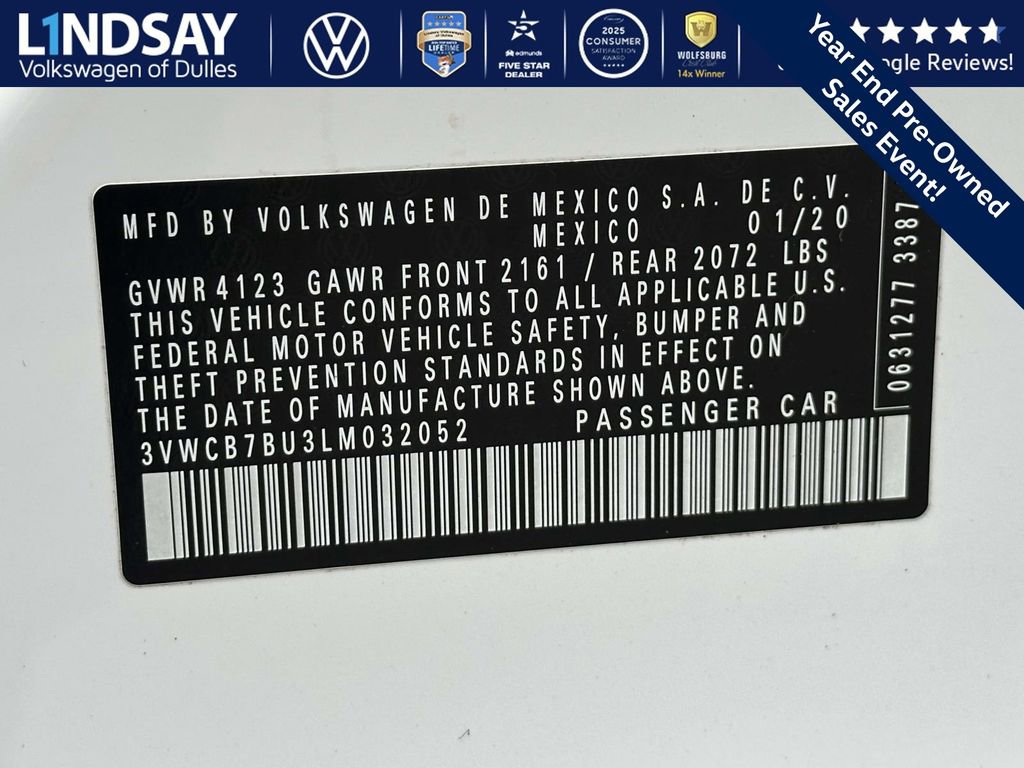 L1NDSAY
Volkswagen of Dulles
LIFETIME
5
edmunds
FIVE STAR
DEALER
2025
CONSUMER
SATISFACTION
AWARD
WOLFSBURG
14x Winner
ogle Reviews!
Year End Pre-Owned
Sales Event!
MFD BY VOLKSWAGEN DE MEXICO S.A. DE C.V.
MEXICO 01/20
GVWR 4123 GAWR FRONT 2161 / REAR 2072 LBS
THIS VEHICLE CONFORMS TO ALL APPLICABLE U.S.
FEDERAL MOTOR VEHICLE SAFETY, BUMPER AND
THEFT PREVENTION STANDARDS IN EFFECT ON
THE DATE OF MANUFACTURE SHOWN ABOVE.
3VWCB7BU3LM032052 PASSENGER CAR
0631277 3387